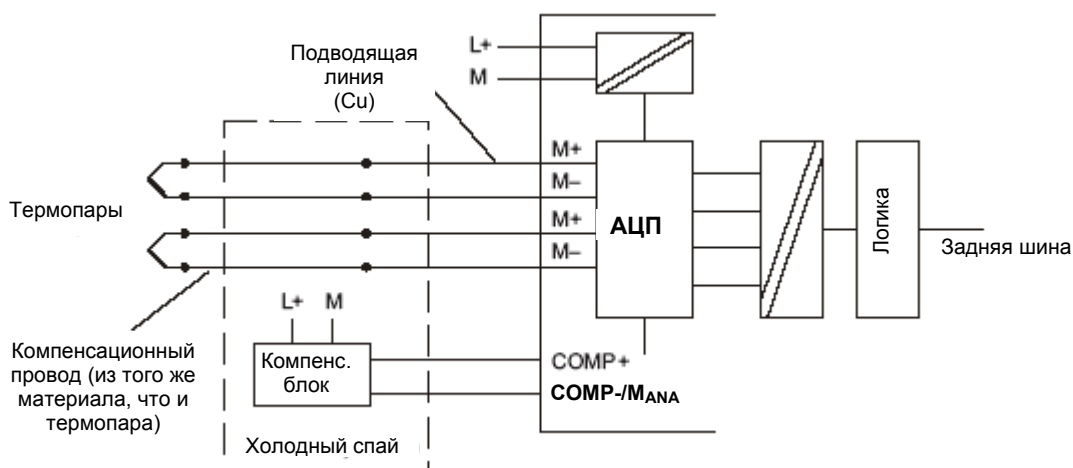 L+
M
Подводящая
линия
(Cu)
M+
M–
M+
M–
Термопары
АЦП
Логика
Задняя шина
L+ M
Компенсационный
провод (из того же
материала, что и
термопара)
Компенс.
блок
COMP+
COMP-/MANA
Холодный спай